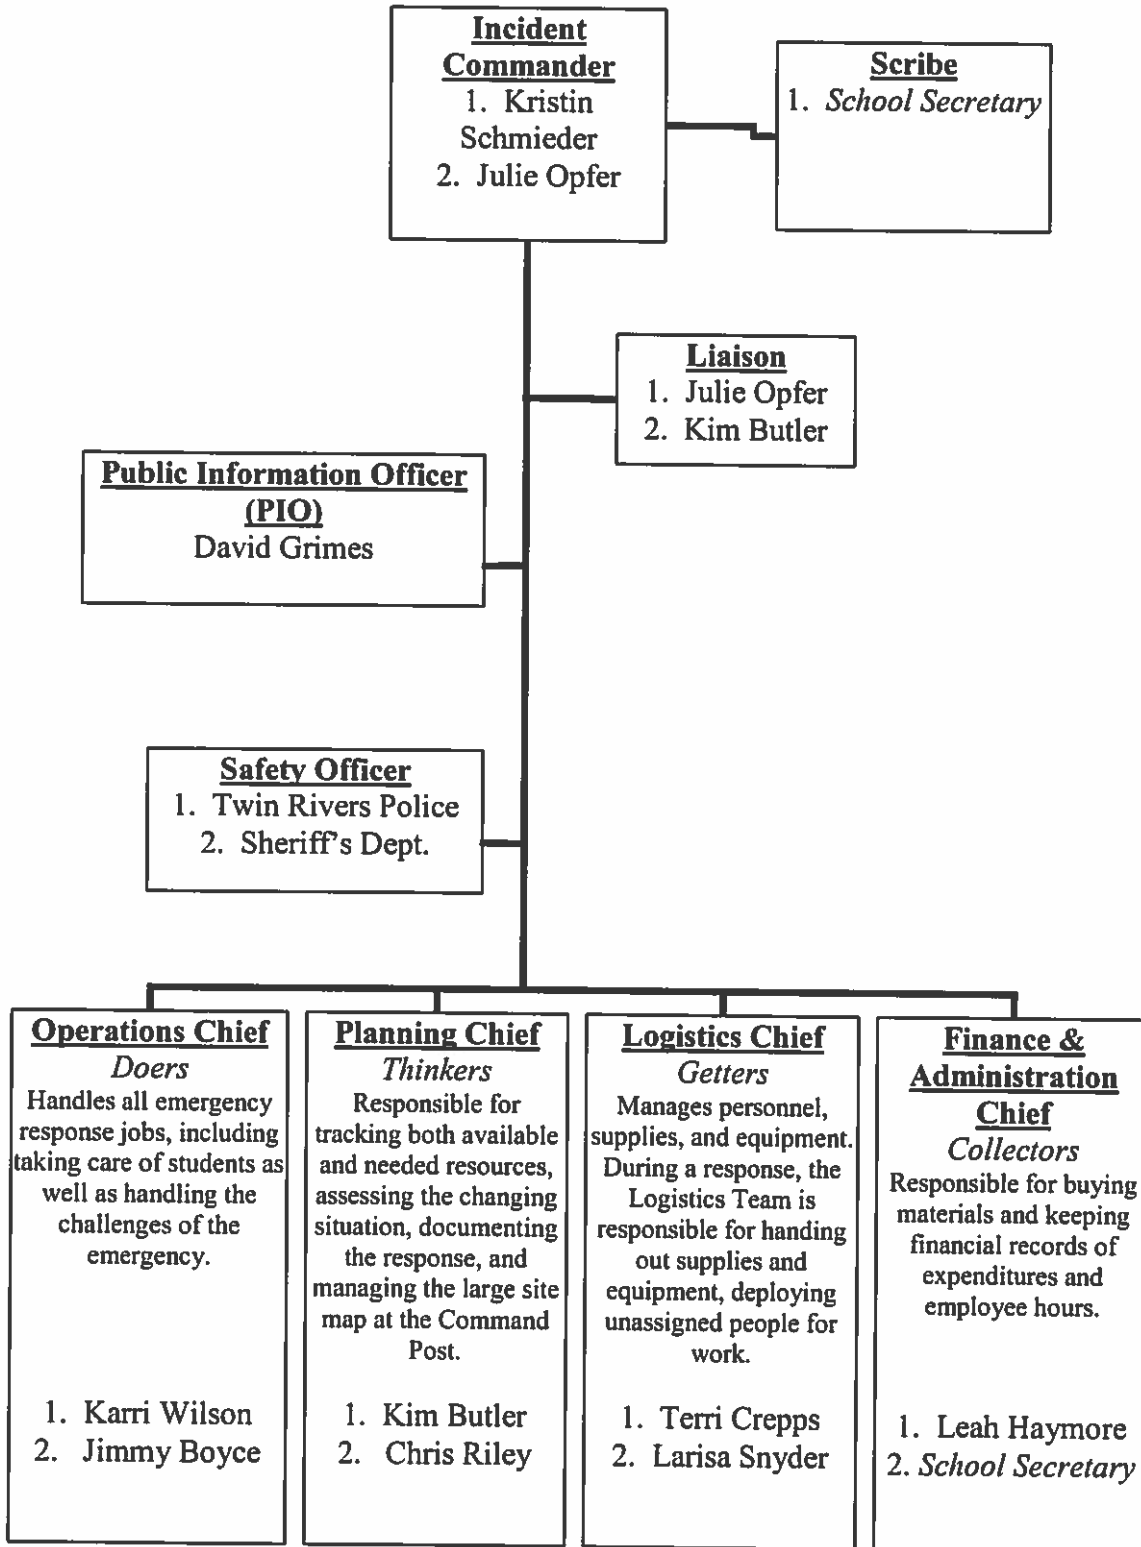 Incident
Commander
1. Kristin
Schmieder
2. Julie Opfer
Scribe
1. School Secretary
Liaison
1. Julie Opfer
2. Kim Butler
Public Information Officer
(PIO)
David Grimes
Safety Officer
1. Twin Rivers Police
2. Sheriff's Dept.
Operations Chief
Doers
Handles all emergency
response jobs, including
taking care of students as
well as handling the
challenges of the
emergency.
1. Karri Wilson
2. Jimmy Boyce
Planning Chief
Thinkers
Responsible for
tracking both available
and needed resources,
assessing the changing
situation, documenting
the response, and
managing the large site
map at the Command
Post.
1. Kim Butler
2. Chris Riley
Logistics Chief
Getters
Manages personnel,
supplies, and equipment.
During a response, the
Logistics Team is
responsible for handing
out supplies and
equipment, deploying
unassigned people for
work.
1. Terri Crepps
2. Larisa Snyder
Finance &
Administration
Chief
Collectors
Responsible for buying
materials and keeping
financial records of
expenditures and
employee hours.
1. Leah Haymore
2. School Secretary